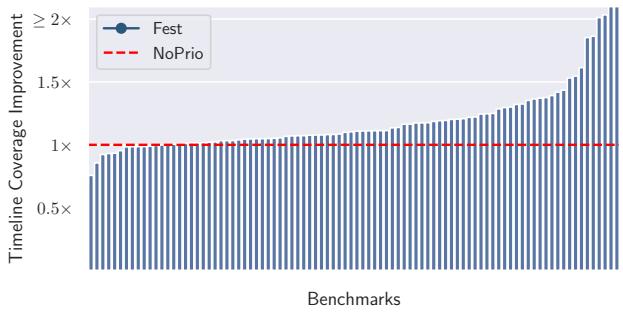 Timeline Coverage Improvement
≥ 2×
1.5×
1×
0.5×
Fest
NoPrio
Benchmarks